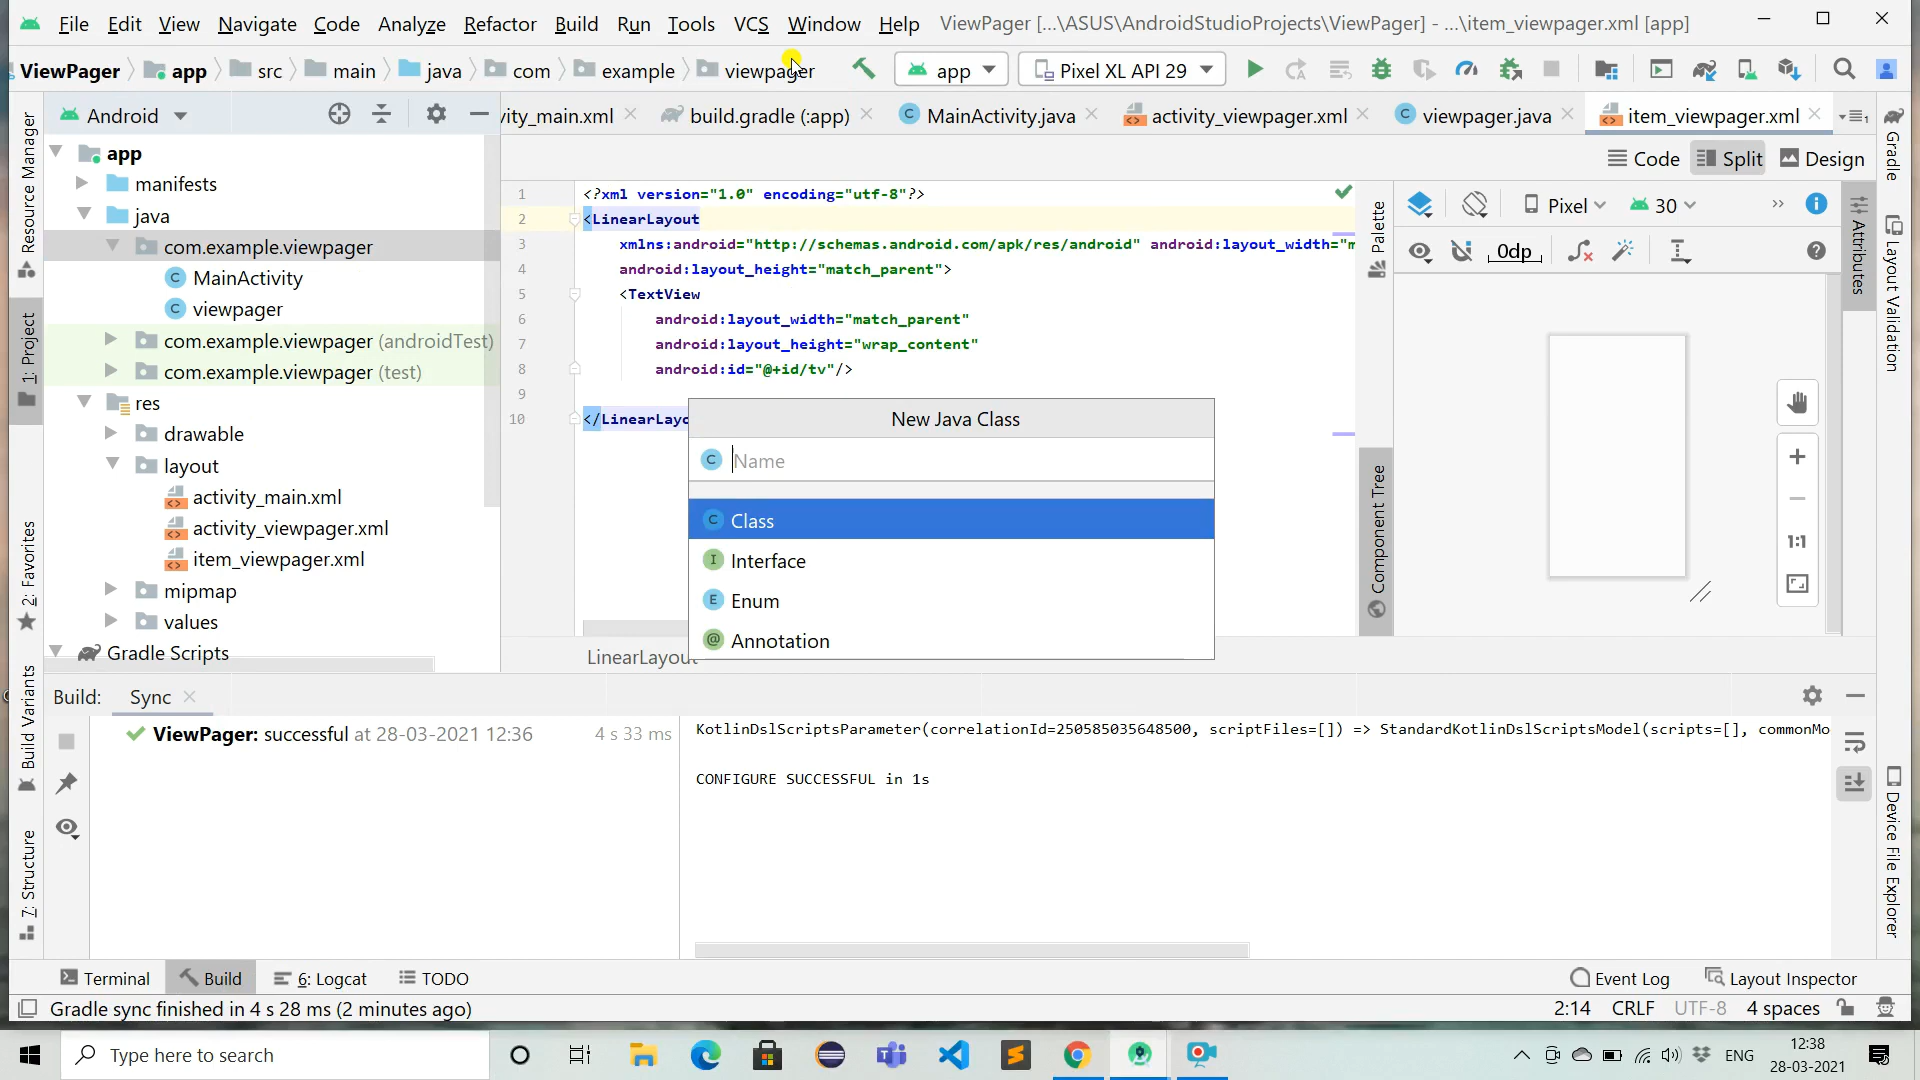 File Edit View Navigate Code Analyze Refactor Build Run Tools VCS Window Help ViewPager [...\ASUS\AndroidStudioProjects\ViewPager] - ...\item_viewpager.xml [app]
ViewPager app src main java com example viewpager app Pixel XL API 29
Android
ity_main.xml build.gradle (:app) MainActivity.java activity_viewpager.xml viewpager.java item_viewpager.xml
Code Split Design
app
manifests
java
com.example.viewpager
MainActivity
viewpager
com.example.viewpager (androidTest)
com.example.viewpager (test)
res
drawable
layout
activity_main.xml
activity_viewpager.xml
item_viewpager.xml
mipmap
values
Gradle Scripts
1 <?xml version="1.0" encoding="utf-8"?>
2 <LinearLayout
3 xmlns:android="http://schemas.android.com/apk/res/android" android:layout_width="m
4 android:layout_height="match_parent">
5 <TextView
6 android:layout_width="match_parent"
7 android:layout_height="wrap_content"
8 android:id="@+id/tv"/>
9
10 </LinearLayo
LinearLayout
New Java Class
Name
Class
Interface
Enum
Annotation
Palette
Component Tree
Pixel 30
0dp
1:1
Attributes
Gradle
Layout Validation
Device File Explorer
Resource Manager
1: Project
2: Favorites
Build Variants
7: Structure
Build: Sync
ViewPager: successful at 28-03-2021 12:36 4 s 33 ms
KotlinDslScriptsParameter(correlationId=250585035648500, scriptFiles=[]) => StandardKotlinDslScriptsModel(scripts=[], commonMo
CONFIGURE SUCCESSFUL in 1s
Terminal Build 6: Logcat TODO Event Log Layout Inspector
Gradle sync finished in 4 s 28 ms (2 minutes ago) 2:14 CRLF UTF-8 4 spaces
Type here to search ENG
12:38
28-03-2021